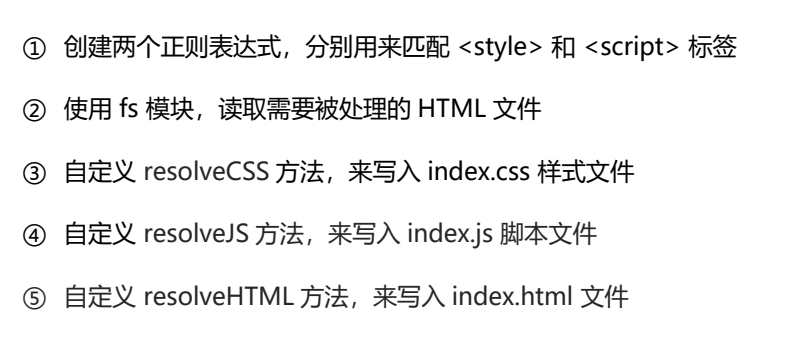 ① 创建两个正则表达式，分别用来匹配 <style> 和 <script> 标签
② 使用 fs 模块，读取需要被处理的 HTML 文件
③ 自定义 resolveCSS 方法，来写入 index.css 样式文件
④ 自定义 resolveJS 方法，来写入 index.js 脚本文件
⑤ 自定义 resolveHTML 方法，来写入 index.html 文件